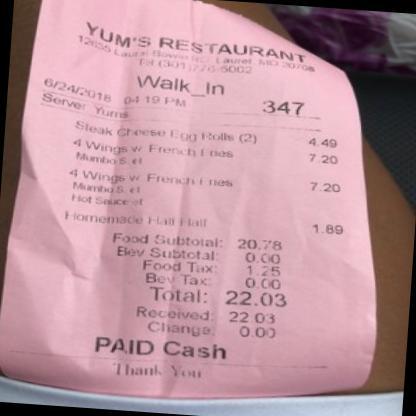 YUM'S RESTAURANT
12655 Laurel Bowie RD, Laurel, MD 20708
Tel (301)776-5002
Walk_In
6/24/2018 04 19 PM 347
Server Yums
Steak Cheese Egg Rolls (2) 4.49
4 Wings w French Fries 7.20
Mumbo S. et
4 Wings w French Fries 7.20
Mumbo S. et
Hot Sauce et
Homemade Half Half 1.89
Food Subtotal: 20.78
Bev Subtotal: 0.00
Food Tax: 1.25
Bev Tax: 0.00
Total: 22.03
Received: 22 03
Change: 0.00
PAID Cash
Thank You